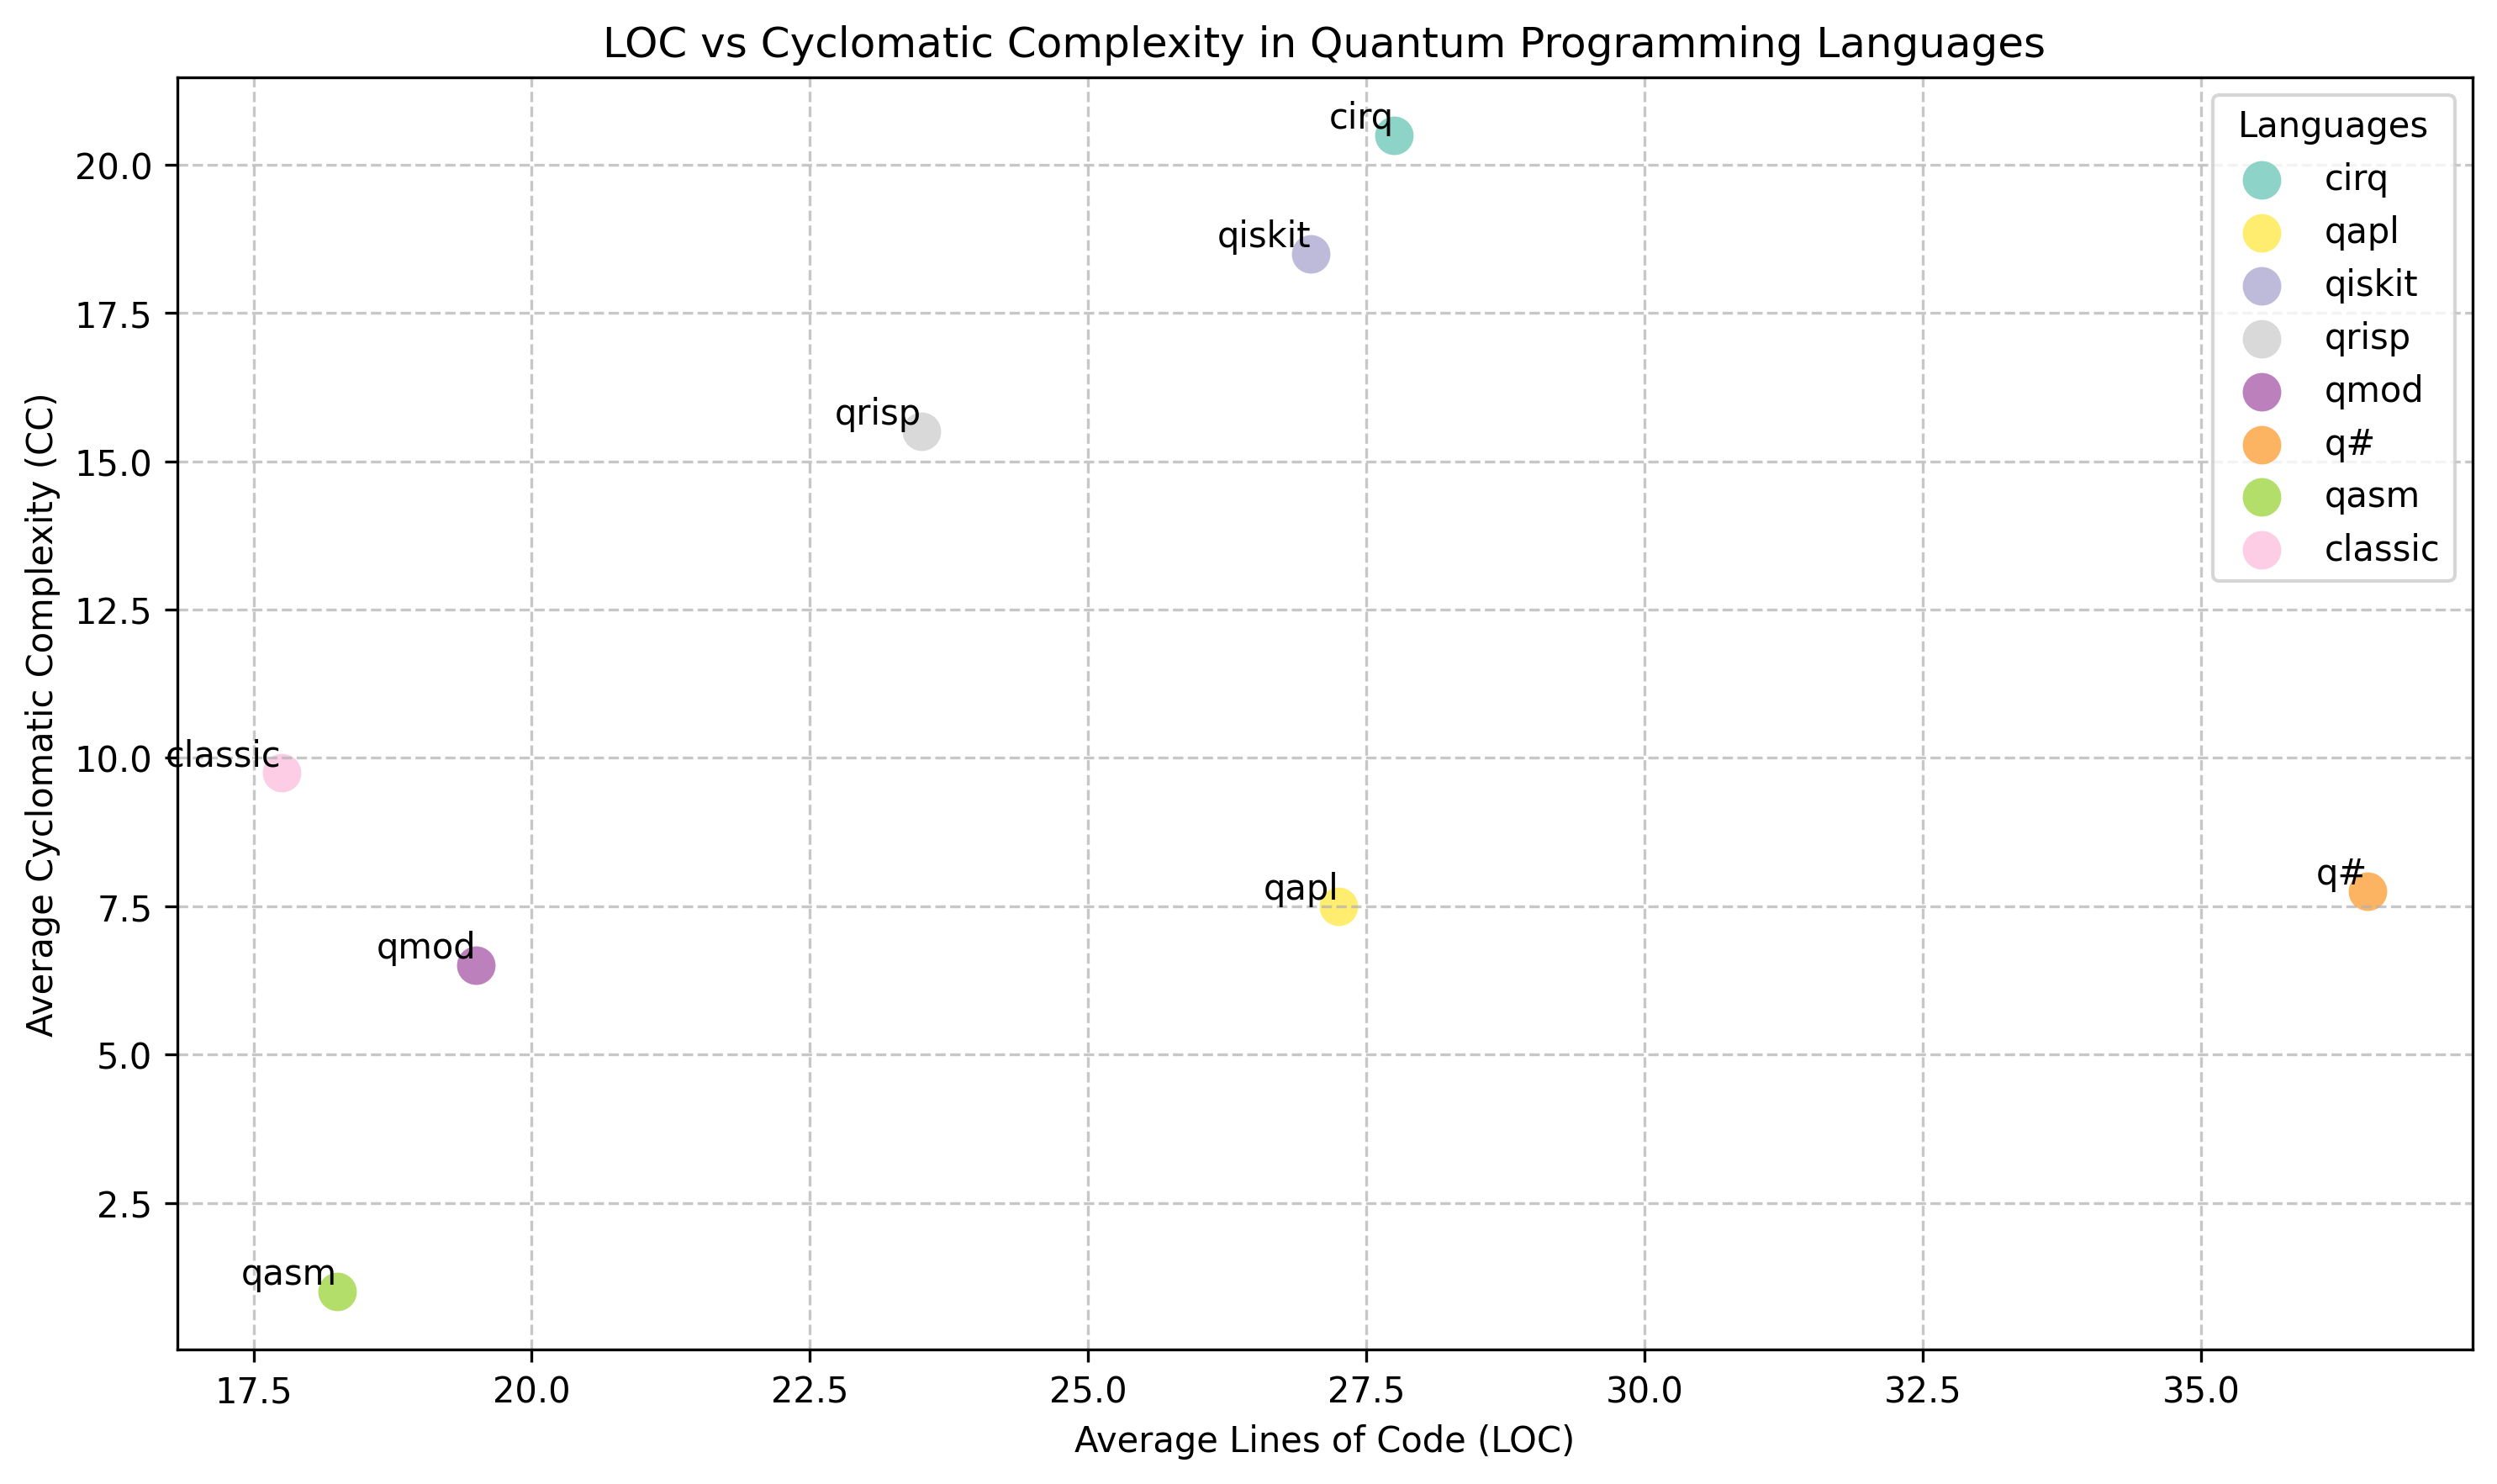 LOC vs Cyclomatic Complexity in Quantum Programming Languages
Average Cyclomatic Complexity (CC)
20.0
17.5
15.0
12.5
10.0
7.5
5.0
2.5
cirq
qiskit
qrisp
classic
qapl
q#
qmod
qasm
Languages
cirq
qapl
qiskit
qrisp
qmod
q#
qasm
classic
17.5
20.0
22.5
25.0
27.5
30.0
32.5
35.0
Average Lines of Code (LOC)